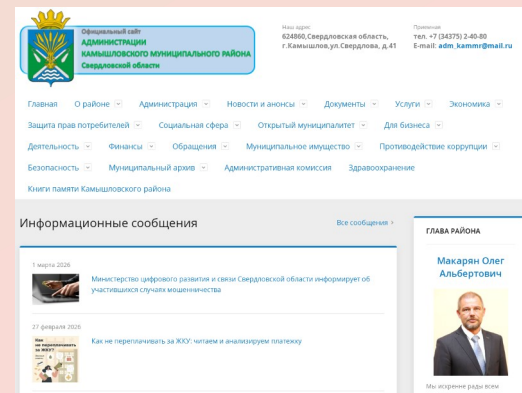 Официальный сайт
АДМИНИСТРАЦИИ
КАМЫШЛОВСКОГО МУНИЦИПАЛЬНОГО РАЙОНА
Свердловской области
Наш адрес
624860,Свердловская область,
г.Камышлов,ул.Свердлова, д.41
Приемная
тел. +7 (34375) 2-40-80
E-mail: adm_kammr@mail.ru
Главная О районе Администрация Новости и анонсы Документы Услуги Экономика
Защита прав потребителей Социальная сфера Открытый муниципалитет Для бизнеса
Деятельность Финансы Обращения Муниципальное имущество Противодействие коррупции
Безопасность Муниципальный архив Административная комиссия Здравоохранение
Книги памяти Камышловского района
Информационные сообщения
Все сообщения >
1 марта 2026
Министерство цифрового развития и связи Свердловской области информирует об
участившихся случаях мошенничества
27 февраля 2026
Как
не переплачивать
за ЖКУ?
Как не переплачивать за ЖКУ: читаем и анализируем платежку
ГЛАВА РАЙОНА
Макарян Олег
Альбертович
Мы искренне рады всем